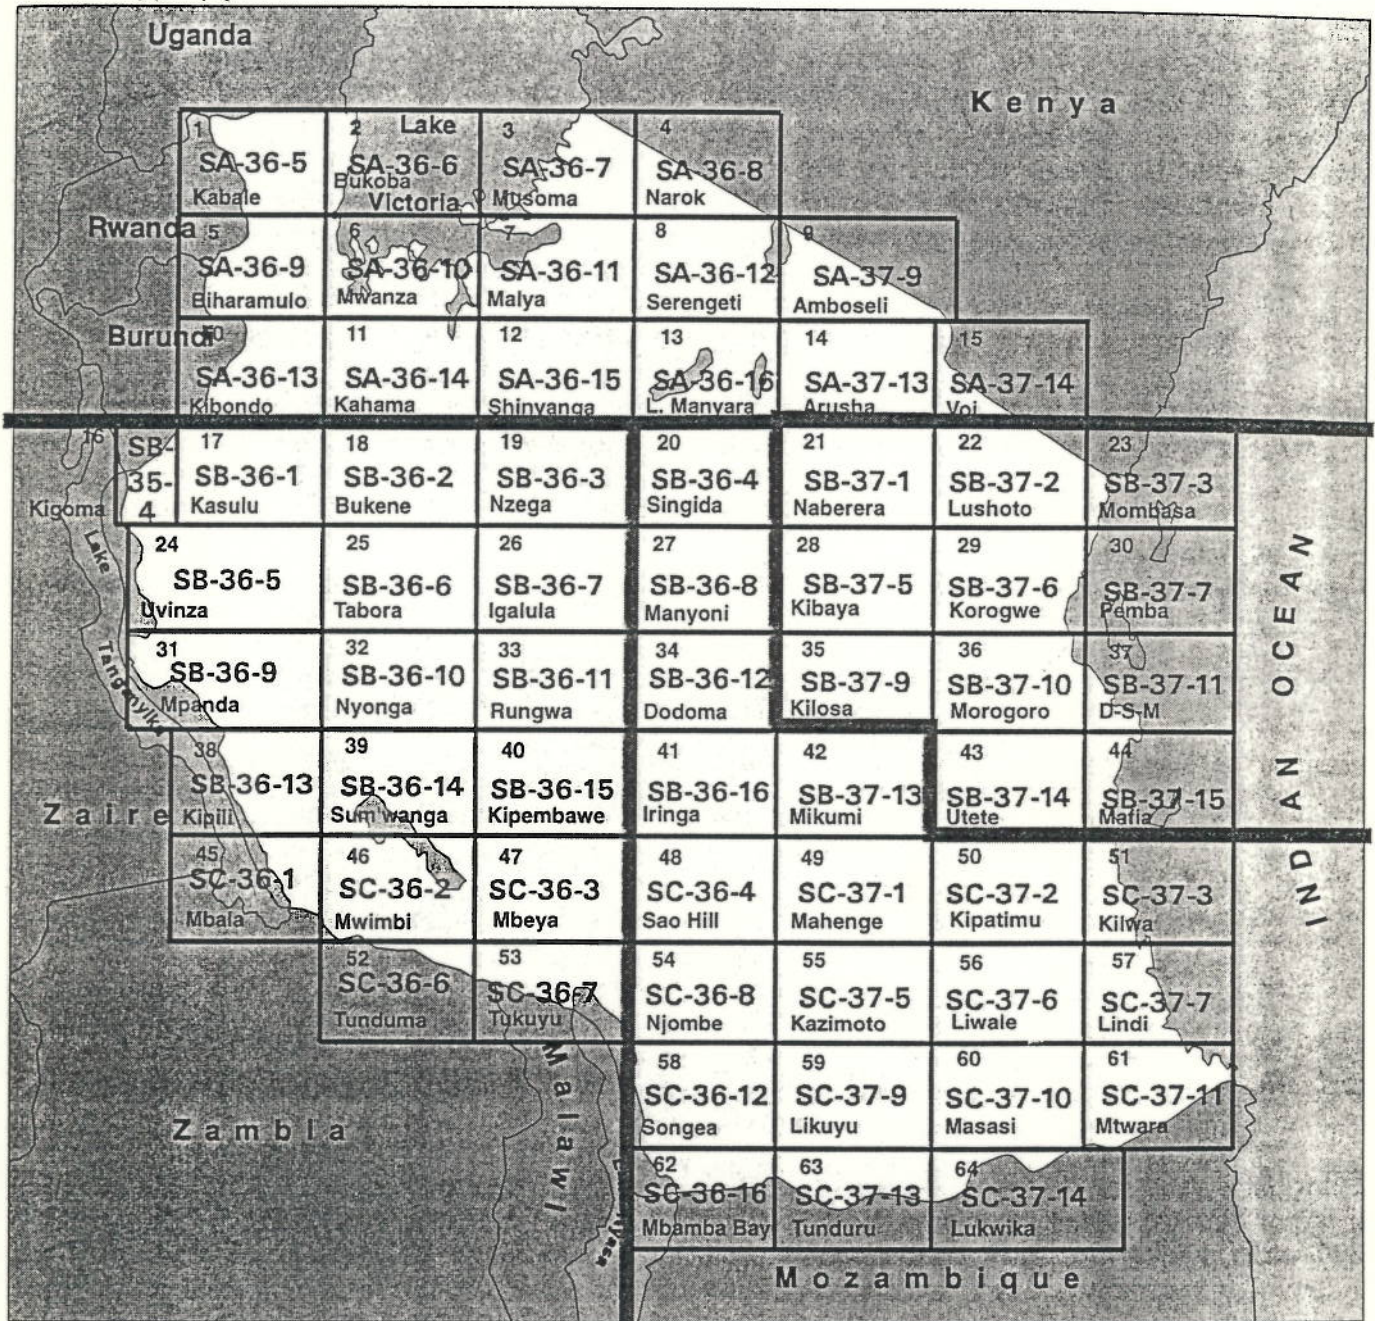 Uganda
Kenya
1
SA-36-5
Kabale
2
Lake
SA-36-6
Bukoba
Victoria
3
SA-36-7
Musoma
4
SA-36-8
Narok
Rwanda
5
SA-36-9
Biharamulo
6
SA-36-10
Mwanza
7
SA-36-11
Malya
8
SA-36-12
Serengeti
9
SA-37-9
Amboseli
Burundi
10
SA-36-13
Kibondo
11
SA-36-14
Kahama
12
SA-36-15
Shinyanga
13
SA-36-16
L. Manyara
14
SA-37-13
Arusha
15
SA-37-14
Voi
16
SB-
35-
4
Kigoma
17
SB-36-1
Kasulu
18
SB-36-2
Bukene
19
SB-36-3
Nzega
20
SB-36-4
Singida
21
SB-37-1
Naberera
22
SB-37-2
Lushoto
23
SB-37-3
Mombasa
Lake
Tanganyika
24
SB-36-5
Uvinza
25
SB-36-6
Tabora
26
SB-36-7
Igalula
27
SB-36-8
Manyoni
28
SB-37-5
Kibaya
29
SB-37-6
Korogwe
30
SB-37-7
Pemba
INDIAN OCEAN
31
SB-36-9
Mpanda
32
SB-36-10
Nyonga
33
SB-36-11
Rungwa
34
SB-36-12
Dodoma
35
SB-37-9
Kilosa
36
SB-37-10
Morogoro
37
SB-37-11
D-S-M
Zaire
38
SB-36-13
Kipili
39
SB-36-14
Sum'wanga
40
SB-36-15
Kipembawe
41
SB-36-16
Iringa
42
SB-37-13
Mikumi
43
SB-37-14
Utete
44
SB-37-15
Mafia
45
SC-36-1
Mbala
46
SC-36-2
Mwimbi
47
SC-36-3
Mbeya
48
SC-36-4
Sao Hill
49
SC-37-1
Mahenge
50
SC-37-2
Kipatimu
51
SC-37-3
Kilwa
52
SC-36-6
Tunduma
53
SC-36-7
Tukuyu
54
SC-36-8
Njombe
55
SC-37-5
Kazimoto
56
SC-37-6
Liwale
57
SC-37-7
Lindi
Zambia
Malawi
58
SC-36-12
Songea
59
SC-37-9
Likuyu
60
SC-37-10
Masasi
61
SC-37-11
Mtwara
62
SC-36-16
Mbamba Bay
63
SC-37-13
Tunduru
64
SC-37-14
Lukwika
Mozambique